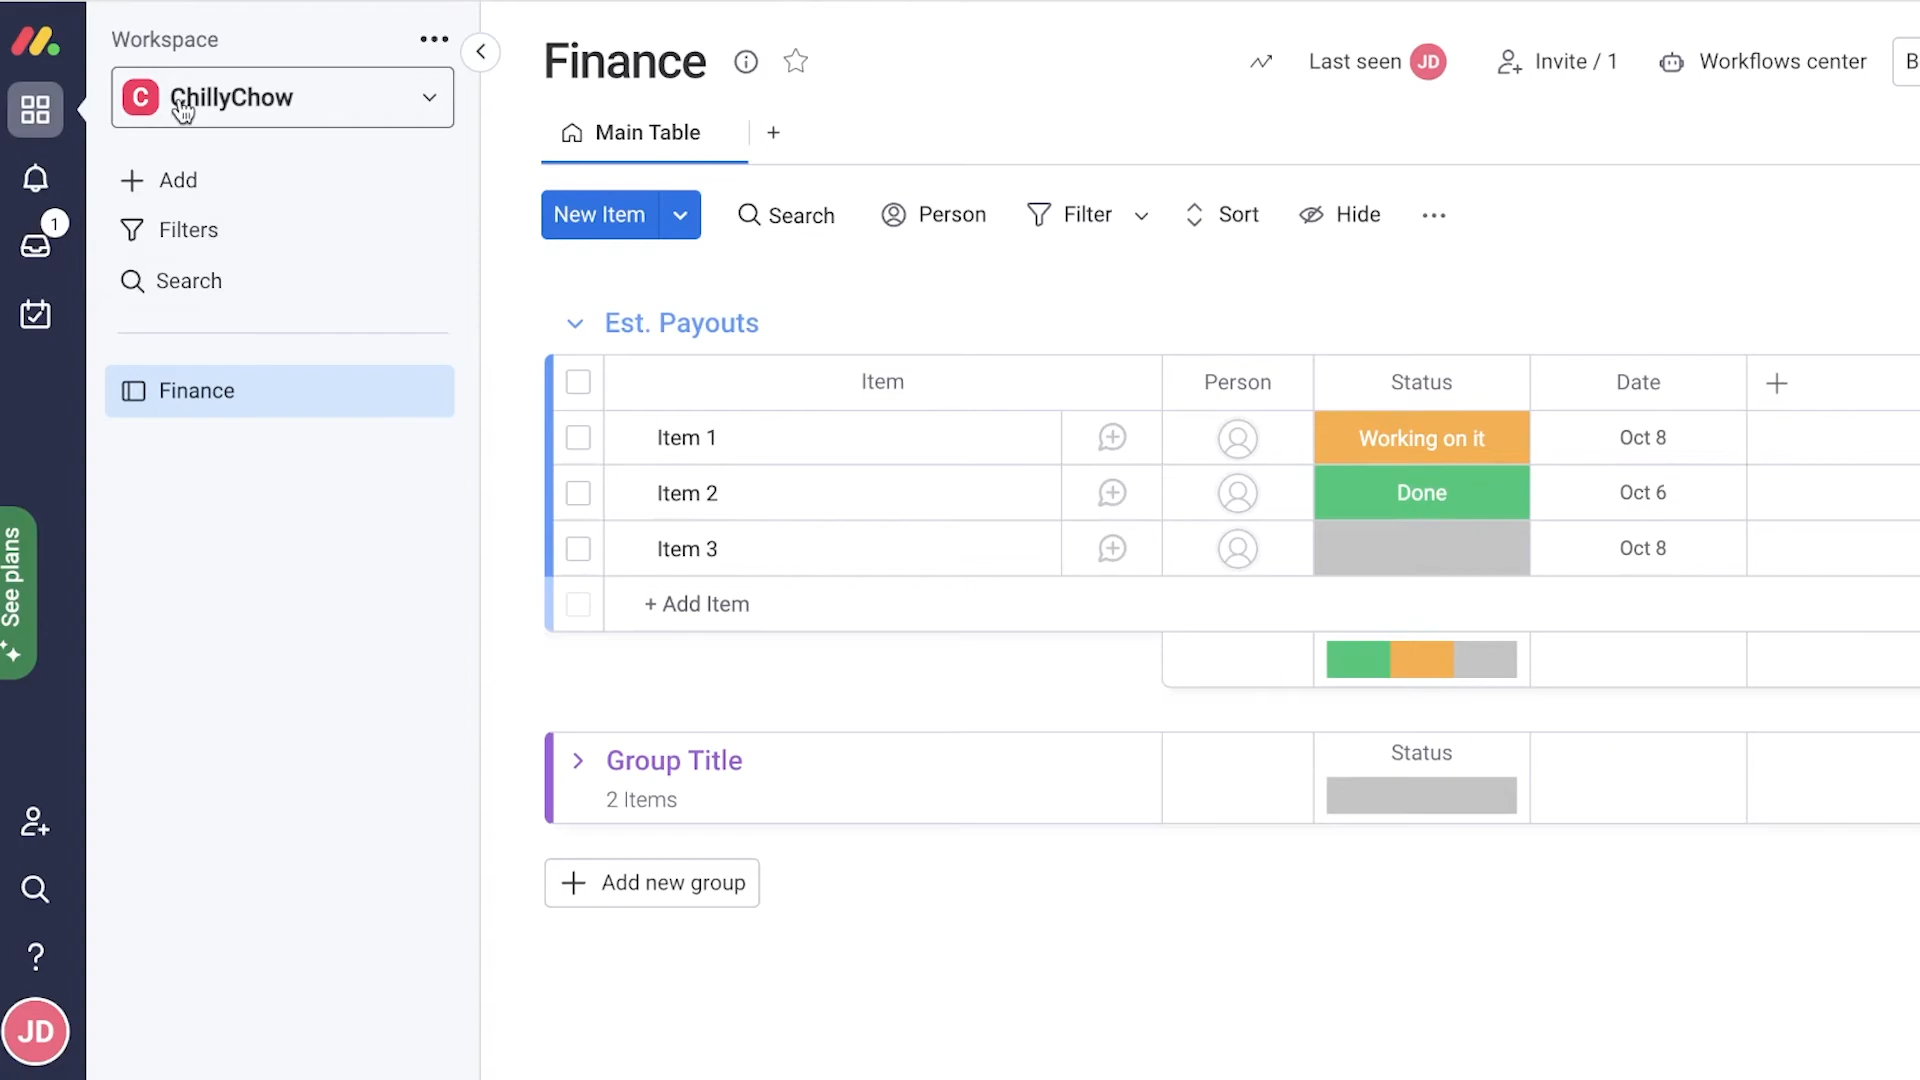 Workspace
C ChillyChow
Add
Filters
Search
Finance
1
See plans
JD
Finance
Last seen JD
Invite / 1
Workflows center
B
Main Table
New Item
Search
Person
Filter
Sort
Hide
Est. Payouts
Item Person Status Date
Item 1 Working on it Oct 8
Item 2 Done Oct 6
Item 3 Oct 8
+ Add Item
Group Title
2 Items
Status
Add new group